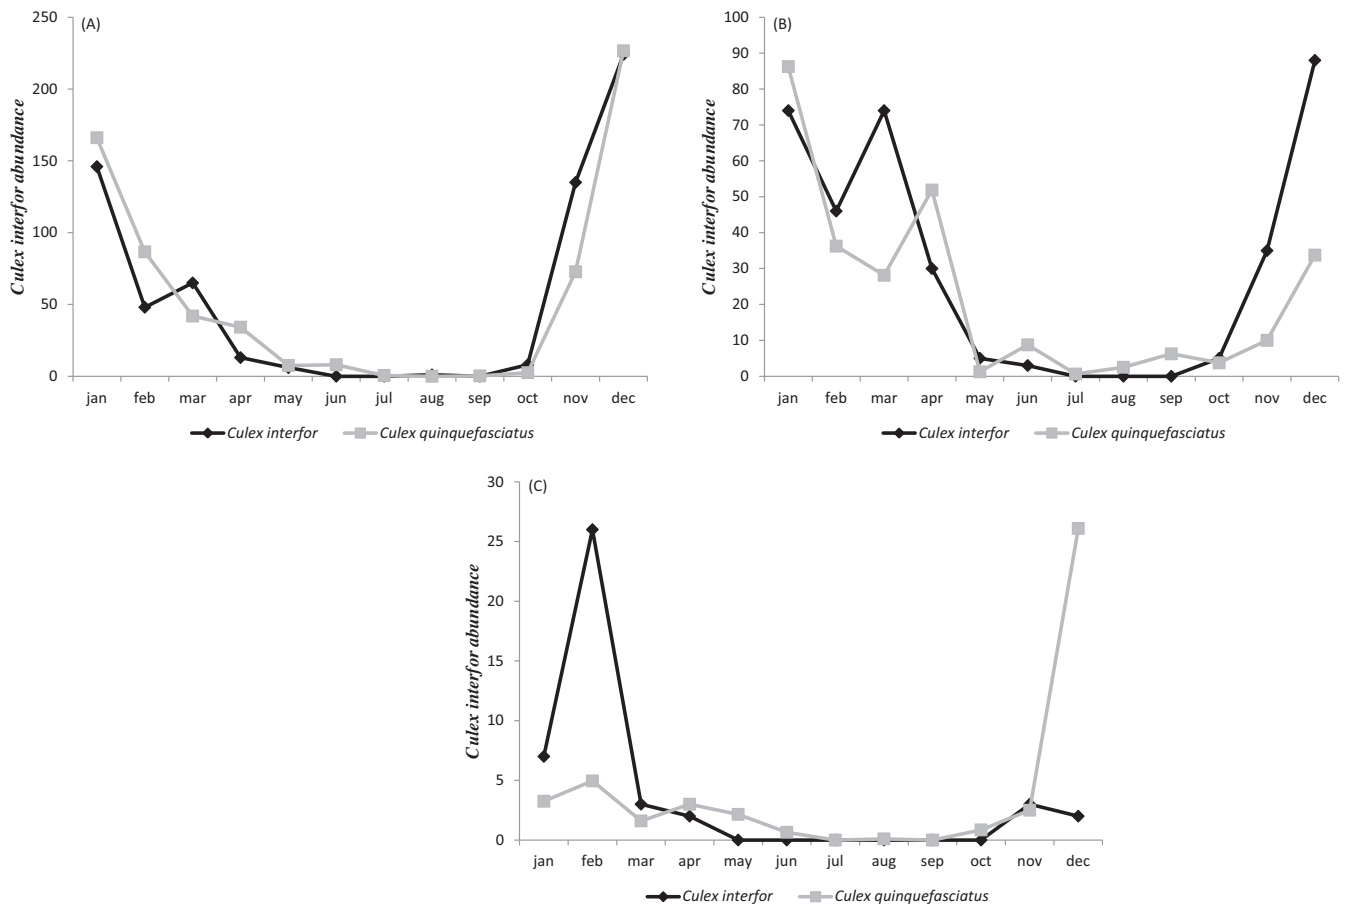 (A)
250
200
150
100
50
0
Culex interfor abundance
jan feb mar apr may jun jul aug sep oct nov dec
Culex interfor Culex quinquefasciatus
(B)
100
90
80
70
60
50
40
30
20
10
0
Culex interfor abundance
jan feb mar apr may jun jul aug sep oct nov dec
Culex interfor Culex quinquefasciatus
(C)
30
25
20
15
10
5
0
Culex interfor abundance
jan feb mar apr may jun jul aug sep oct nov dec
Culex interfor Culex quinquefasciatus